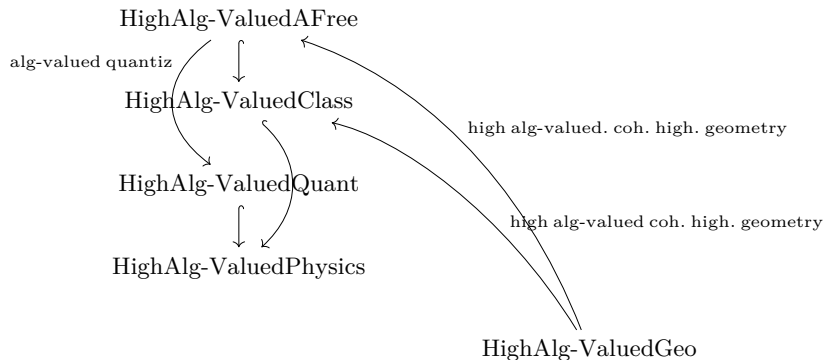 HighAlg-ValuedAFree
alg-valued quantiz
HighAlg-ValuedClass
high alg-valued. coh. high. geometry
HighAlg-ValuedQuant
high alg-valued coh. high. geometry
HighAlg-ValuedPhysics
HighAlg-ValuedGeo